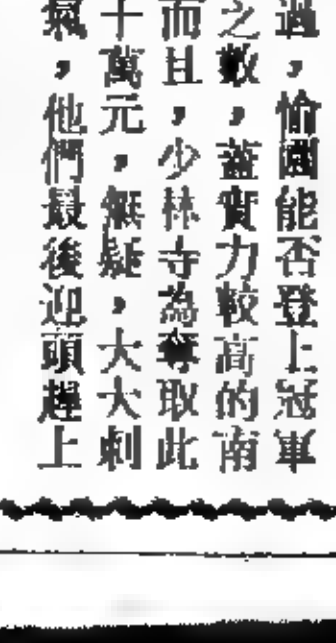 過，愉園能否登上冠軍
之數，蓋實力較高的南
而且，少林寺為奪取此
十萬元，無疑，大大刺
氣，他們最後迎頭趕上